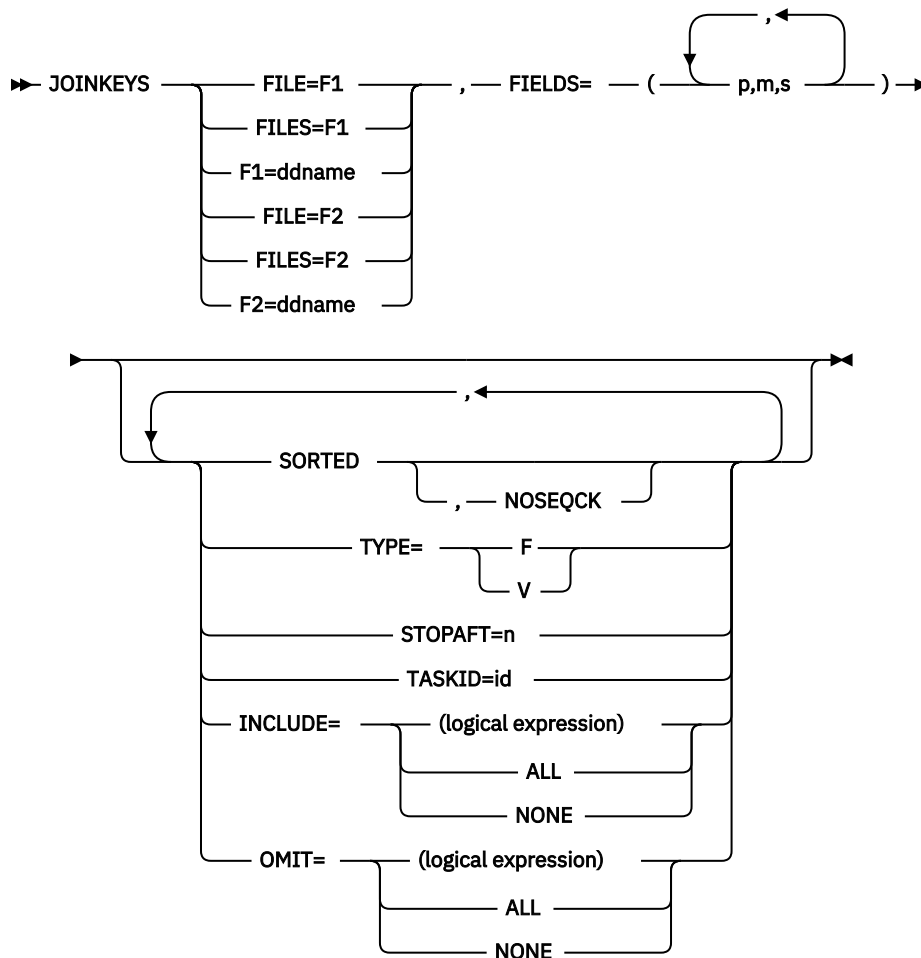 ,
JOINKEYS FILE=F1 , FIELDS= ( p,m,s )
FILES=F1
F1=ddname
FILE=F2
FILES=F2
F2=ddname
,
SORTED
, NOSEQCK
TYPE= F
V
STOPAFT=n
TASKID=id
INCLUDE= (logical expression)
ALL
NONE
OMIT= (logical expression)
ALL
NONE